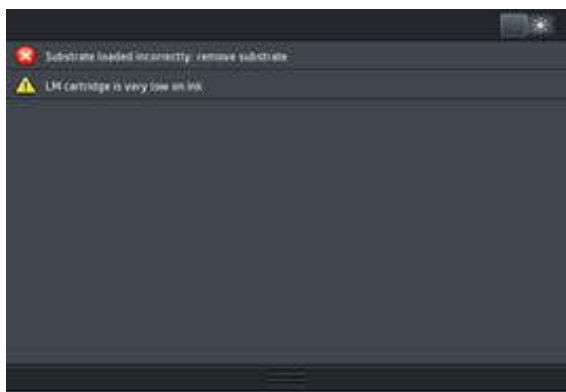 Substrate loaded incorrectly: remove substrate
LM cartridge is very low on ink